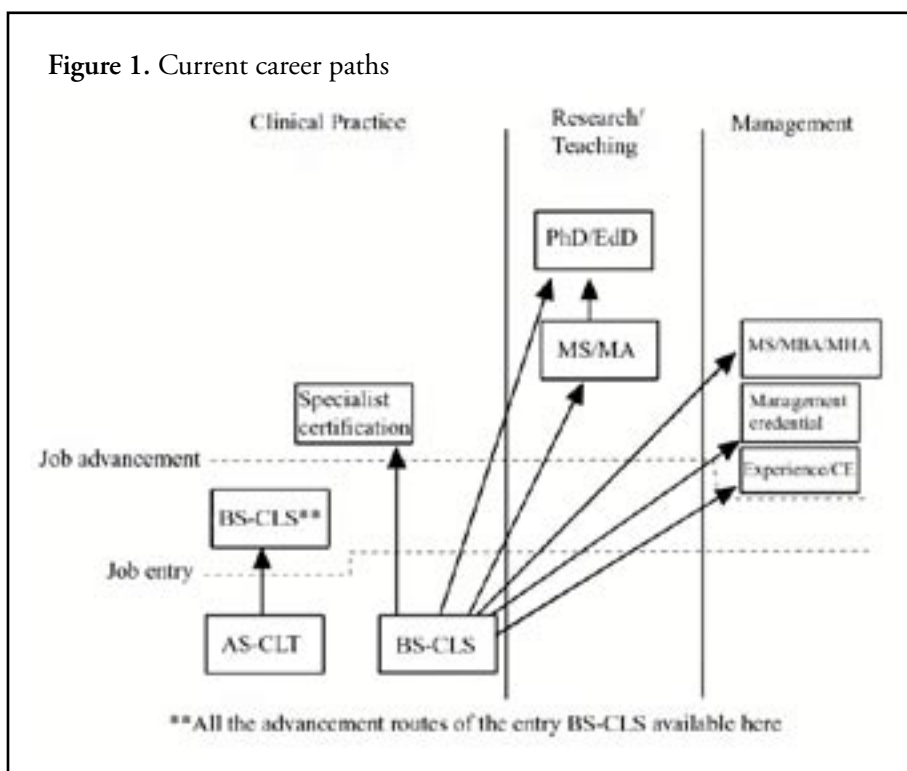 Figure 1. Current career paths
Clinical Practice
Research/
Teaching
Management
PhD/EdD
MS/MA
MS/MBA/MHA
Specialist
certification
Management
credential
Job advancement
Experience/CE
BS-CLS**
Job entry
AS-CLT
BS-CLS
**All the advancement routes of the entry BS-CLS available here